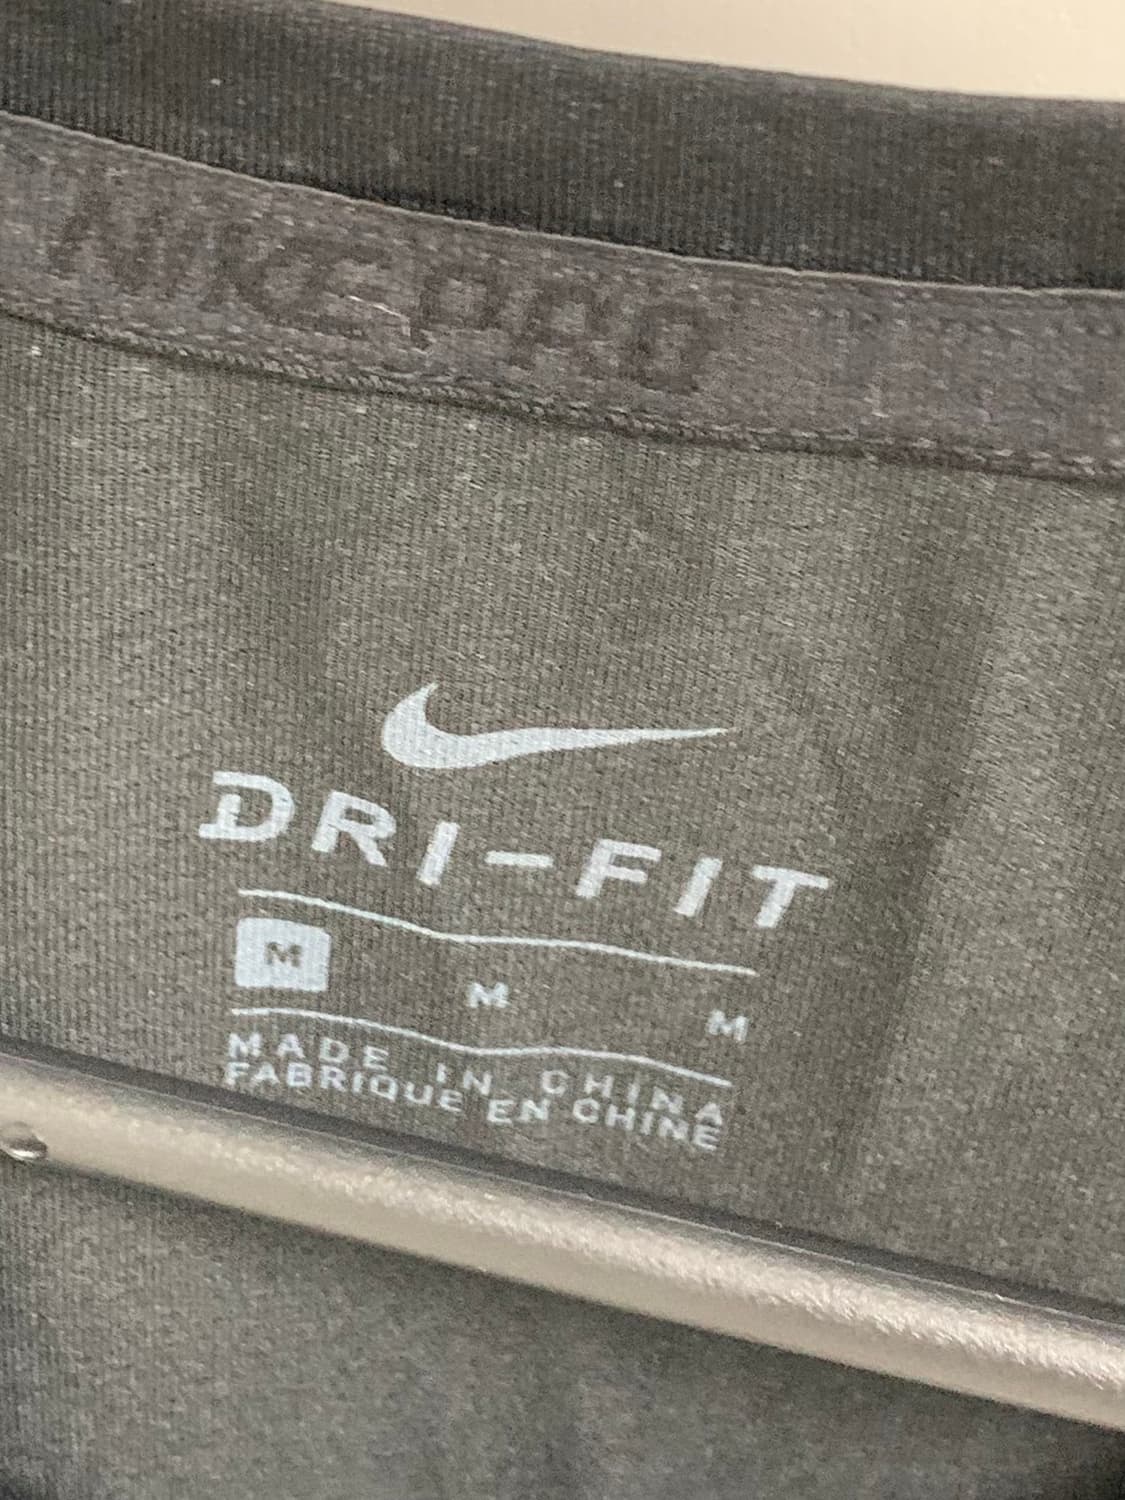 NIKE PRO
DRI-FIT
M M M
MADE IN CHINA
FABRIQUE EN CHINE